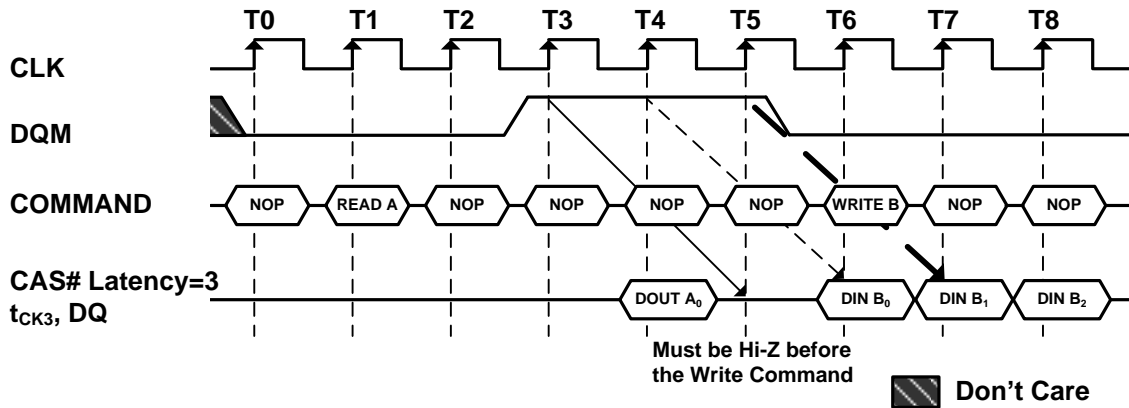 T0 T1 T2 T3 T4 T5 T6 T7 T8
CLK
DQM
COMMAND NOP READ A NOP NOP NOP NOP WRITE B NOP NOP
CAS# Latency=3
tCK3, DQ DOUT A0 DIN B0 DIN B1 DIN B2
Must be Hi-Z before
the Write Command
Don't Care